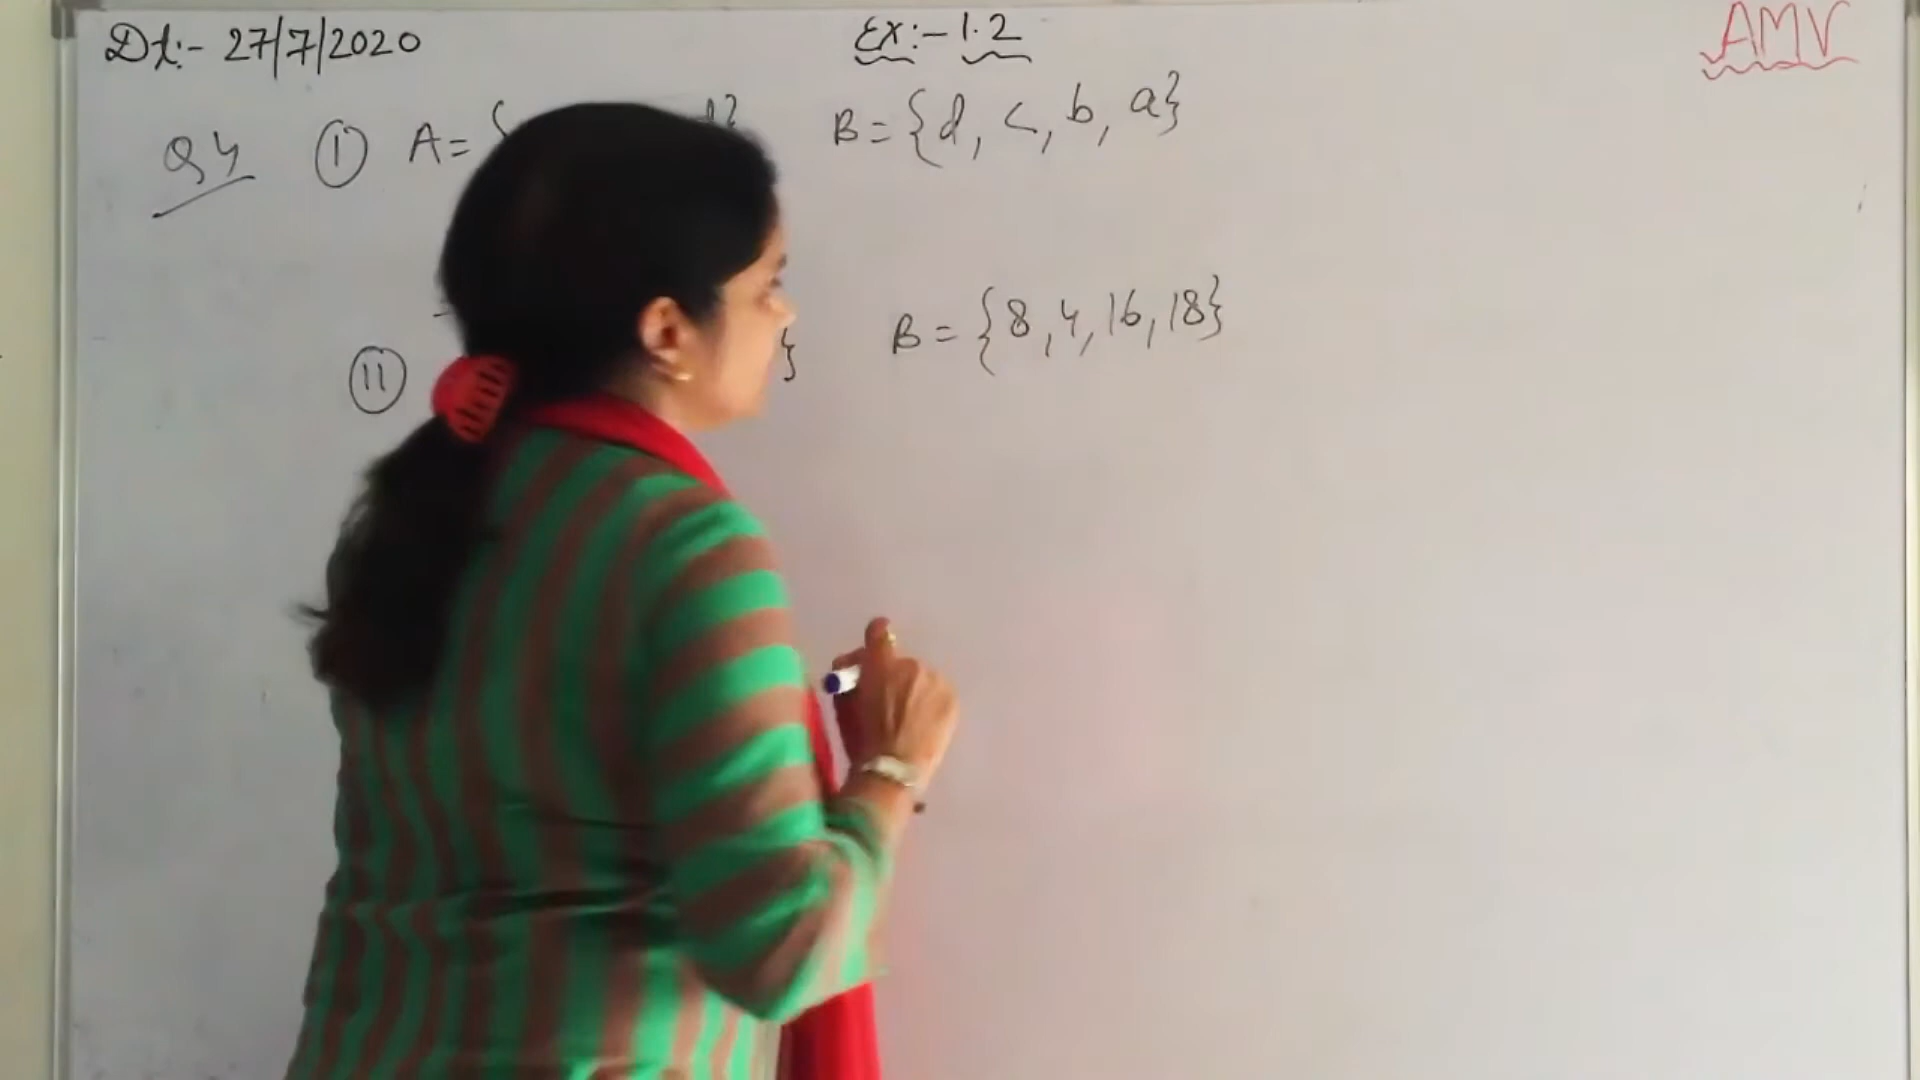 Dt:- 27/7/2020 Ex:- 1.2 AMV
Q4 (I) A = { d} B = {d, c, b, a}
(II) } B = {8, 4, 16, 18}